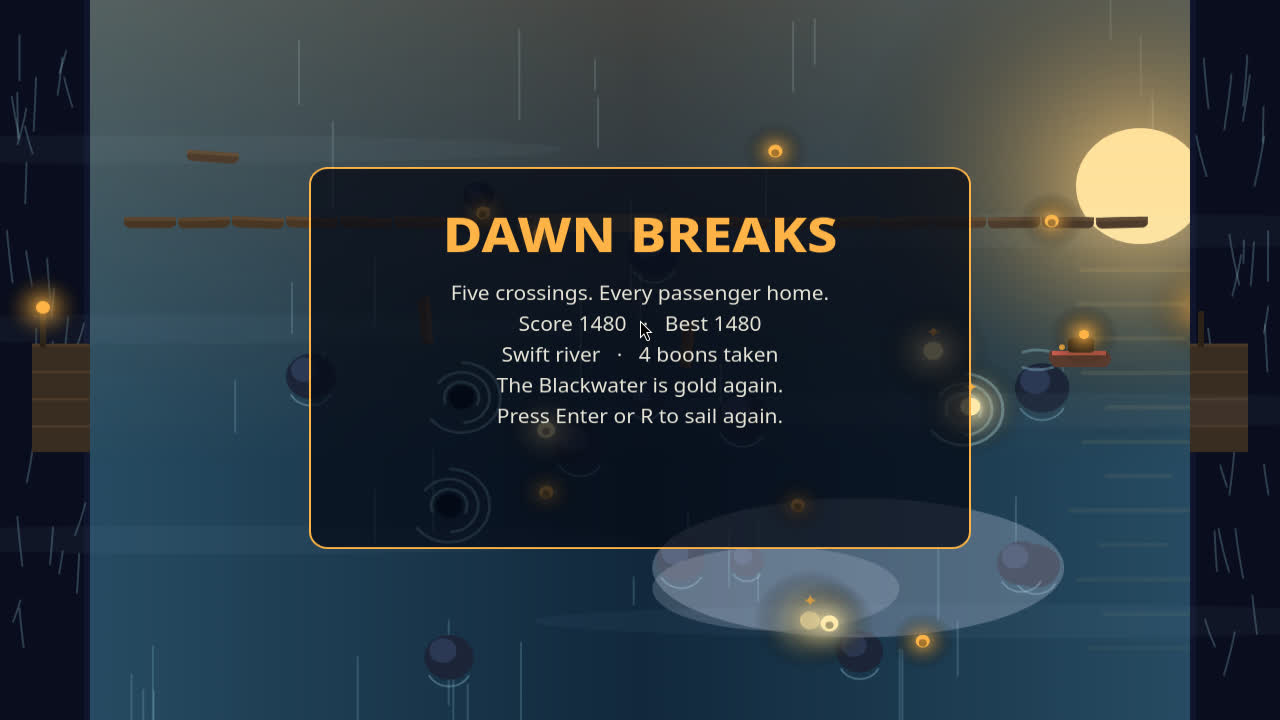 DAWN BREAKS
Five crossings. Every passenger home.
Score 1480 · Best 1480
Swift river · 4 boons taken
The Blackwater is gold again.
Press Enter or R to sail again.